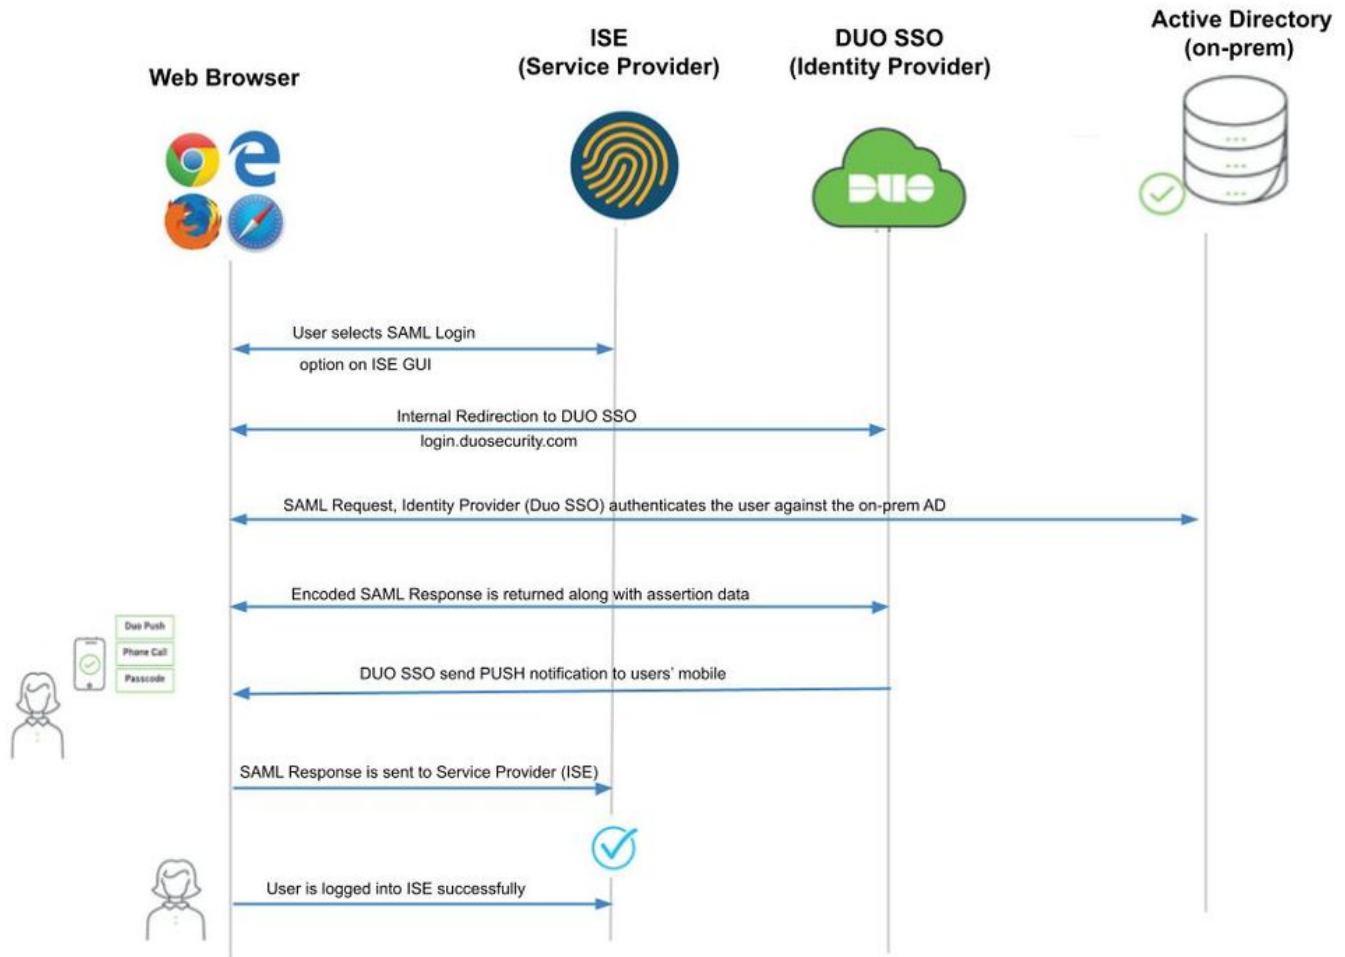 Active Directory
(on-prem)
ISE
(Service Provider)
DUO SSO
(Identity Provider)
Web Browser
DUO
User selects SAML Login
option on ISE GUI
Internal Redirection to DUO SSO
login.duosecurity.com
SAML Request, Identity Provider (Duo SSO) authenticates the user against the on-prem AD
Encoded SAML Response is returned along with assertion data
Duo Push
Phone Call
Passcode
DUO SSO send PUSH notification to users' mobile
SAML Response is sent to Service Provider (ISE)
User is logged into ISE successfully